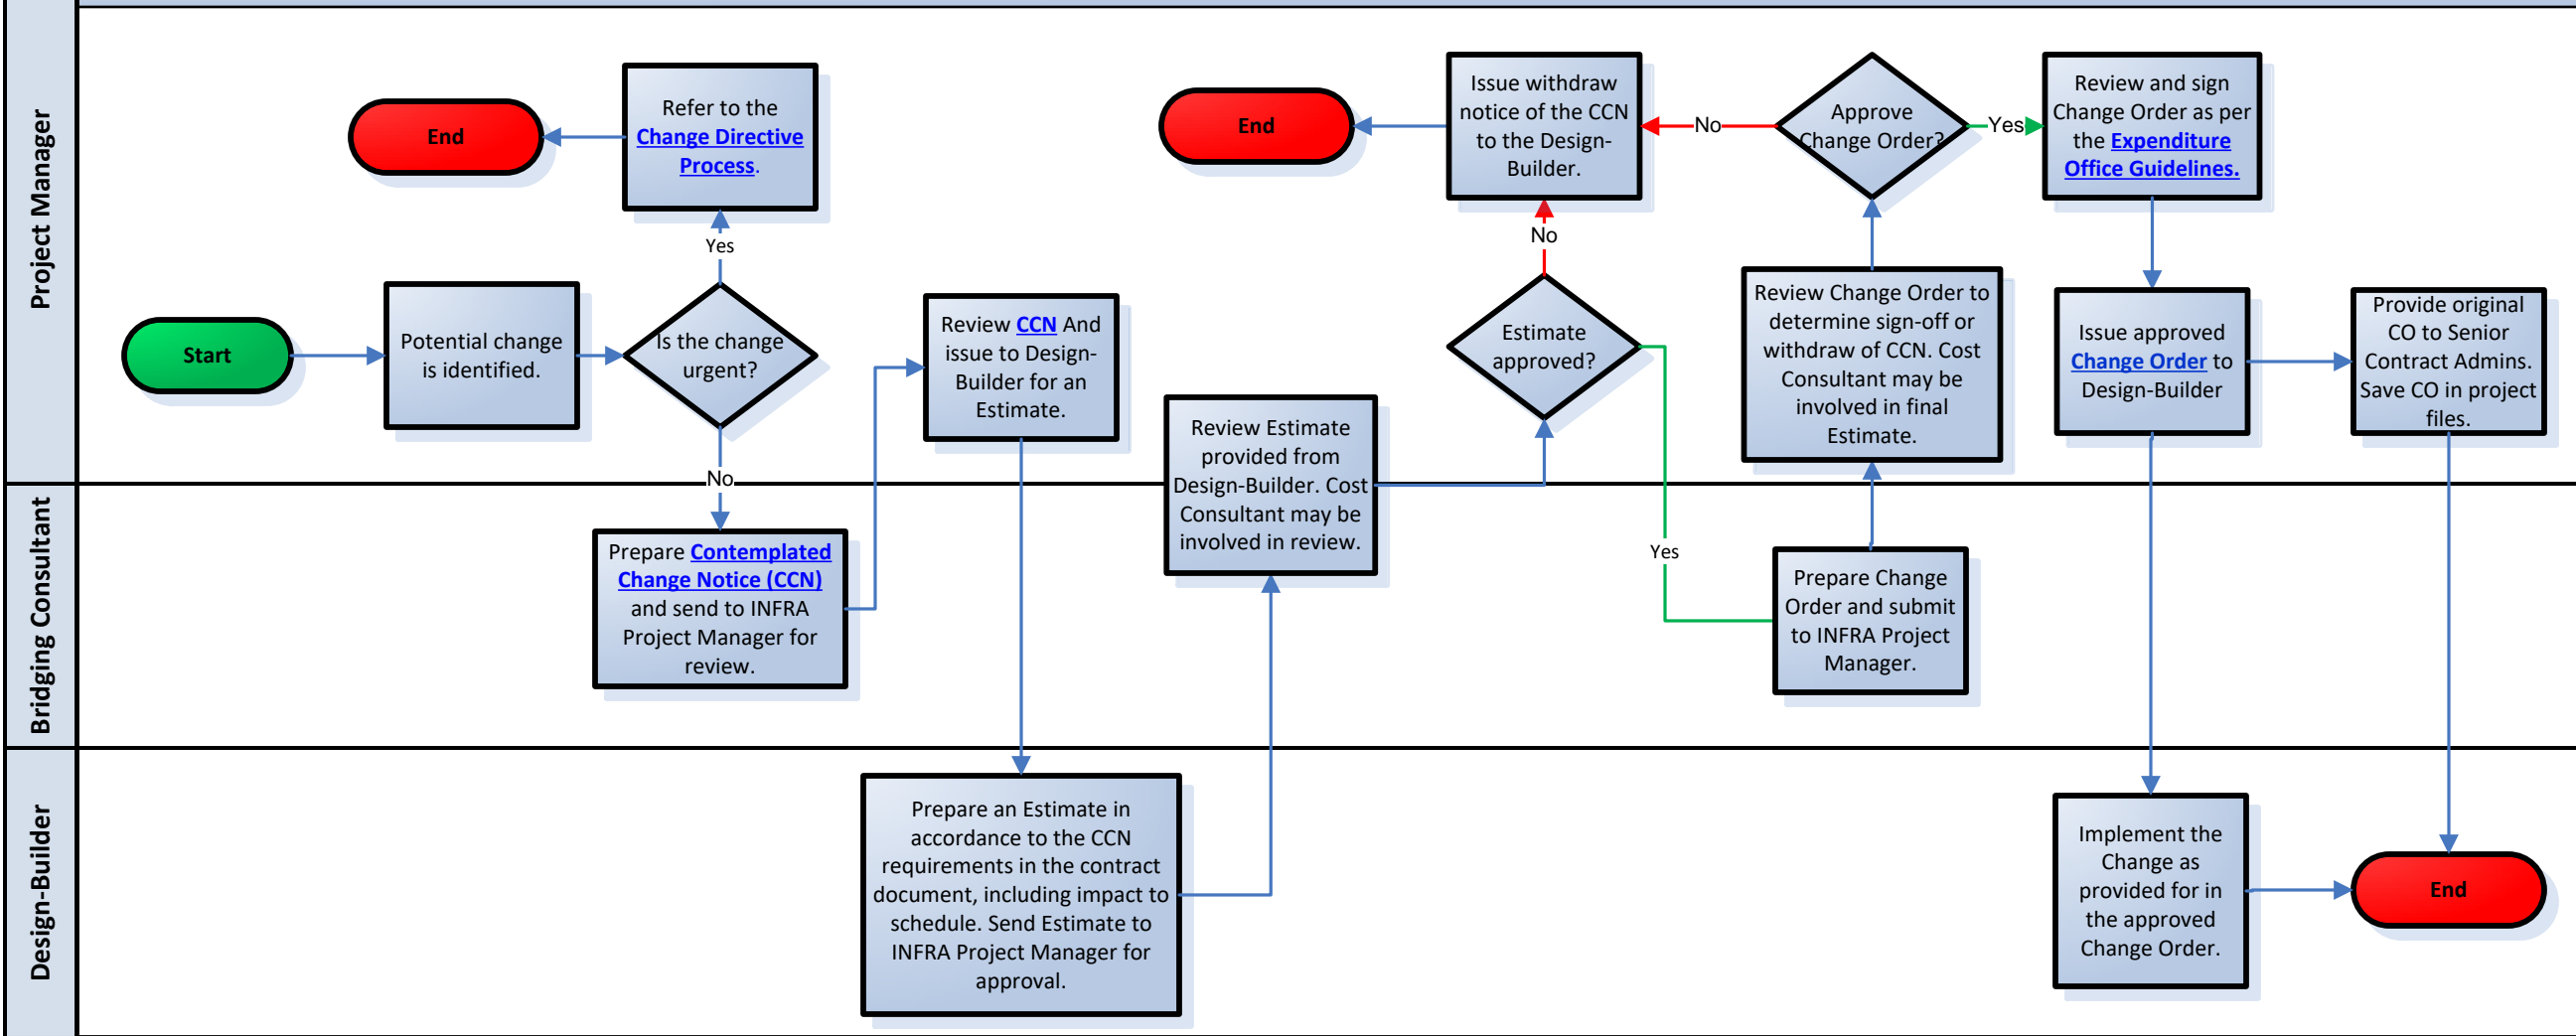 Project Manager
Start
Potential change
is identified.
Is the change
urgent?
Yes
Refer to the
Change Directive
Process.
End
No
Prepare Contemplated
Change Notice (CCN)
and send to INFRA
Project Manager for
review.
Review CCN And
issue to Design-
Builder for an
Estimate.
Prepare an Estimate in
accordance to the CCN
requirements in the contract
document, including impact to
schedule. Send Estimate to
INFRA Project Manager for
approval.
Review Estimate
provided from
Design-Builder. Cost
Consultant may be
involved in review.
Estimate
approved?
No
Issue withdraw
notice of the CCN
to the Design-
Builder.
End
Yes
Prepare Change
Order and submit
to INFRA Project
Manager.
Review Change Order to
determine sign-off or
withdraw of CCN. Cost
Consultant may be
involved in final
Estimate.
Approve
Change Order?
No
Yes
Review and sign
Change Order as per
the Expenditure
Office Guidelines.
Issue approved
Change Order to
Design-Builder
Provide original
CO to Senior
Contract Admins.
Save CO in project
files.
Implement the
Change as
provided for in
the approved
Change Order.
End
Bridging Consultant
Design-Builder